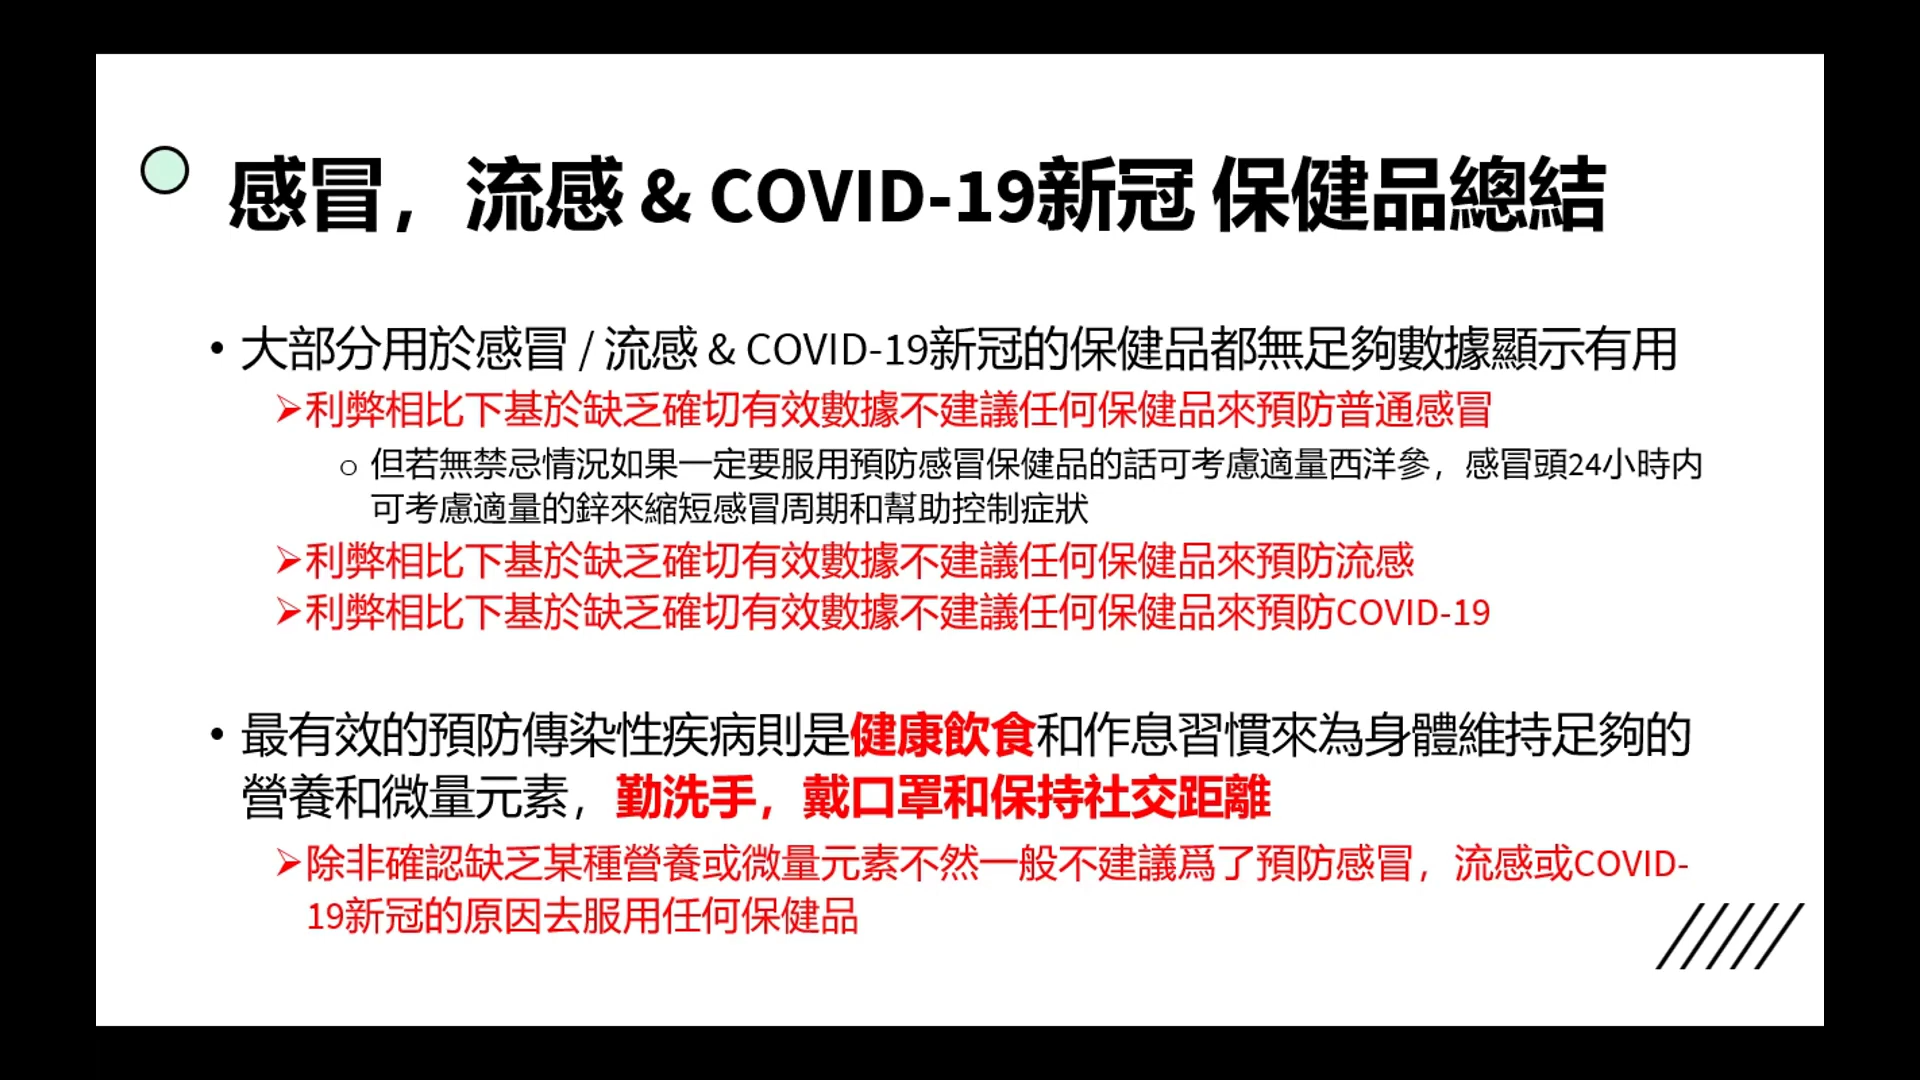 感冒，流感 & COVID-19新冠 保健品總結
• 大部分用於感冒 / 流感 & COVID-19新冠的保健品都無足夠數據顯示有用
➢利弊相比下基於缺乏確切有效數據不建議任何保健品來預防普通感冒
○ 但若無禁忌情況如果一定要服用預防感冒保健品的話可考慮適量西洋參，感冒頭24小時内
可考慮適量的鋅來縮短感冒周期和幫助控制症狀
➢利弊相比下基於缺乏確切有效數據不建議任何保健品來預防流感
➢利弊相比下基於缺乏確切有效數據不建議任何保健品來預防COVID-19
• 最有效的預防傳染性疾病則是健康飲食和作息習慣來為身體維持足夠的
營養和微量元素，勤洗手，戴口罩和保持社交距離
➢除非確認缺乏某種營養或微量元素不然一般不建議爲了預防感冒，流感或COVID-
19新冠的原因去服用任何保健品